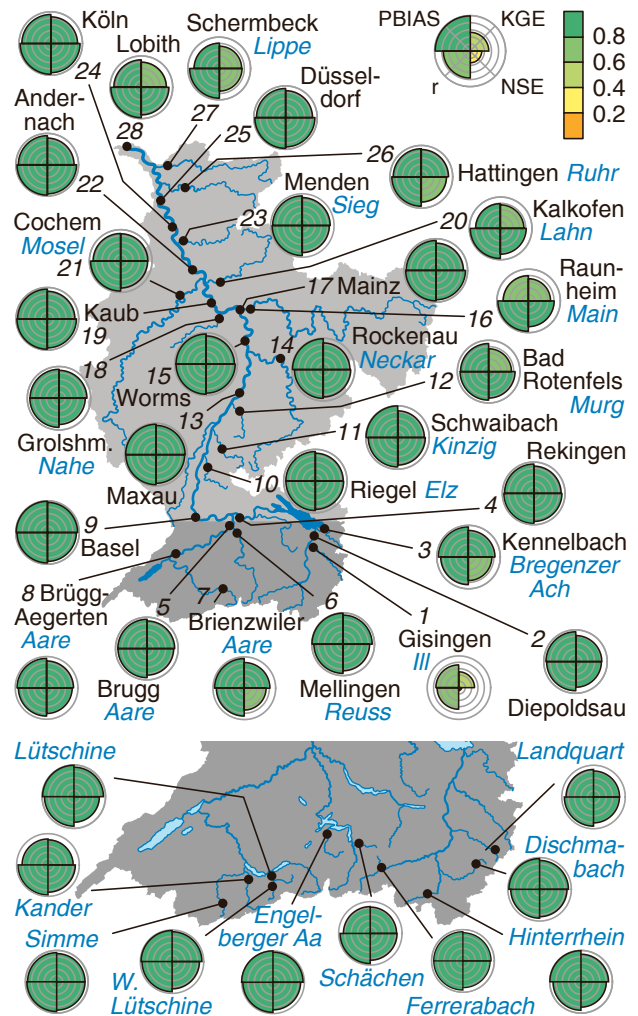 Köln
Schermbeck
Lippe
PBIAS
KGE
r
NSE
0.8
0.6
0.4
0.2
Lobith
24
Düssel-
dorf
Ander-
nach
28
27
25
26
Hattingen Ruhr
22
Menden
Sieg
23
20
Kalkofen
Lahn
Cochem
Mosel
21
17 Mainz
Raun-
heim
Main
16
Kaub
19
18
Rockenau
Neckar
14
15
Worms
12
Bad
Rotenfels
Murg
13
11
Schwaibach
Kinzig
Grolshm.
Nahe
Maxau
10
Riegel Elz
Rekingen
4
9
Basel
3
Kennelbach
Bregenzer
Ach
8 Brügg-
Aegerten
Aare
5
7
6
1
2
Brienzwiler
Aare
Gisingen
Ill
Brugg
Aare
Mellingen
Reuss
Diepoldsau
Lütschine
Landquart
Dischma-
bach
Kander
Simme
Engel-
berger Aa
Hinterrhein
W.
Lütschine
Schächen
Ferrerabach